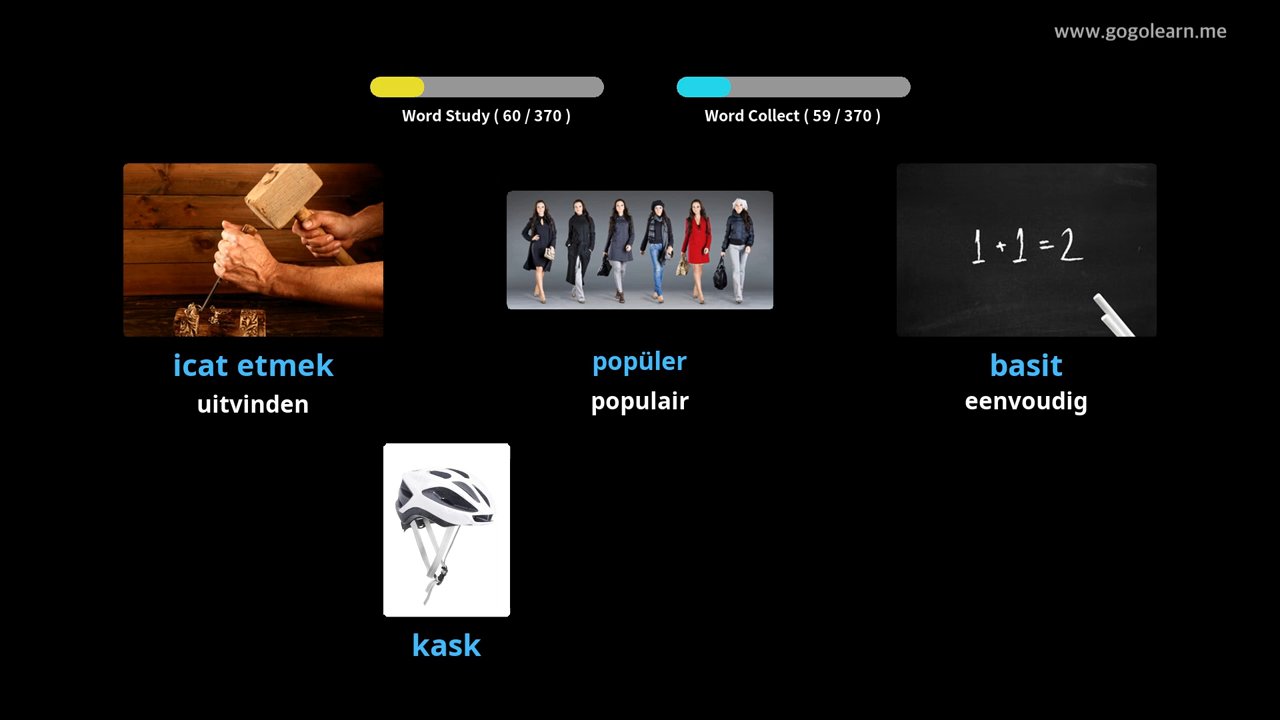 www.gogolearn.me
Word Study ( 60 / 370 )
Word Collect ( 59 / 370 )
1 + 1 = 2
icat etmek
uitvinden
popüler
populair
basit
eenvoudig
kask